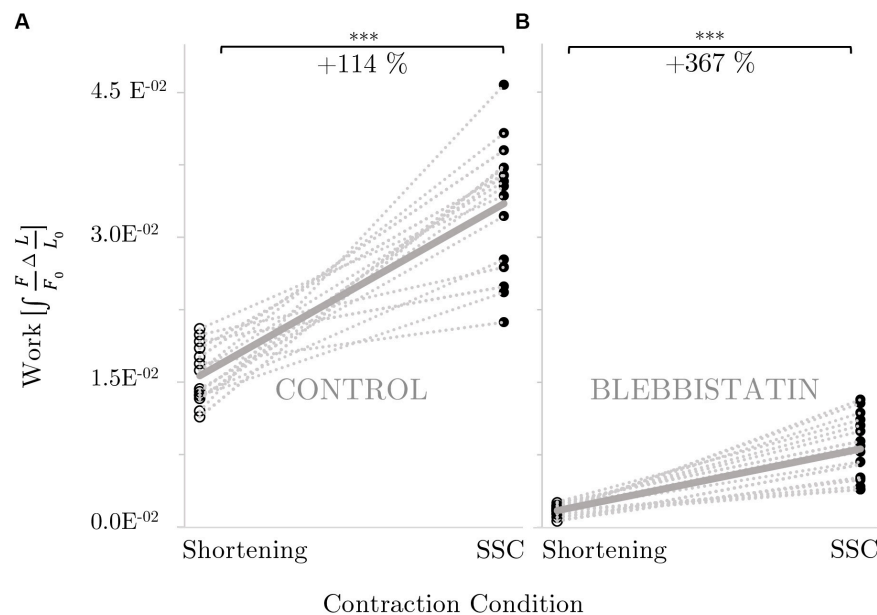 A
B
***
+114 %
***
+367 %
4.5 E-02
3.0E-02
1.5E-02
0.0E-02
Work [∫ F/F₀ Δ L/L₀]
CONTROL
BLEBBISTATIN
Shortening
SSC
Shortening
SSC
Contraction Condition